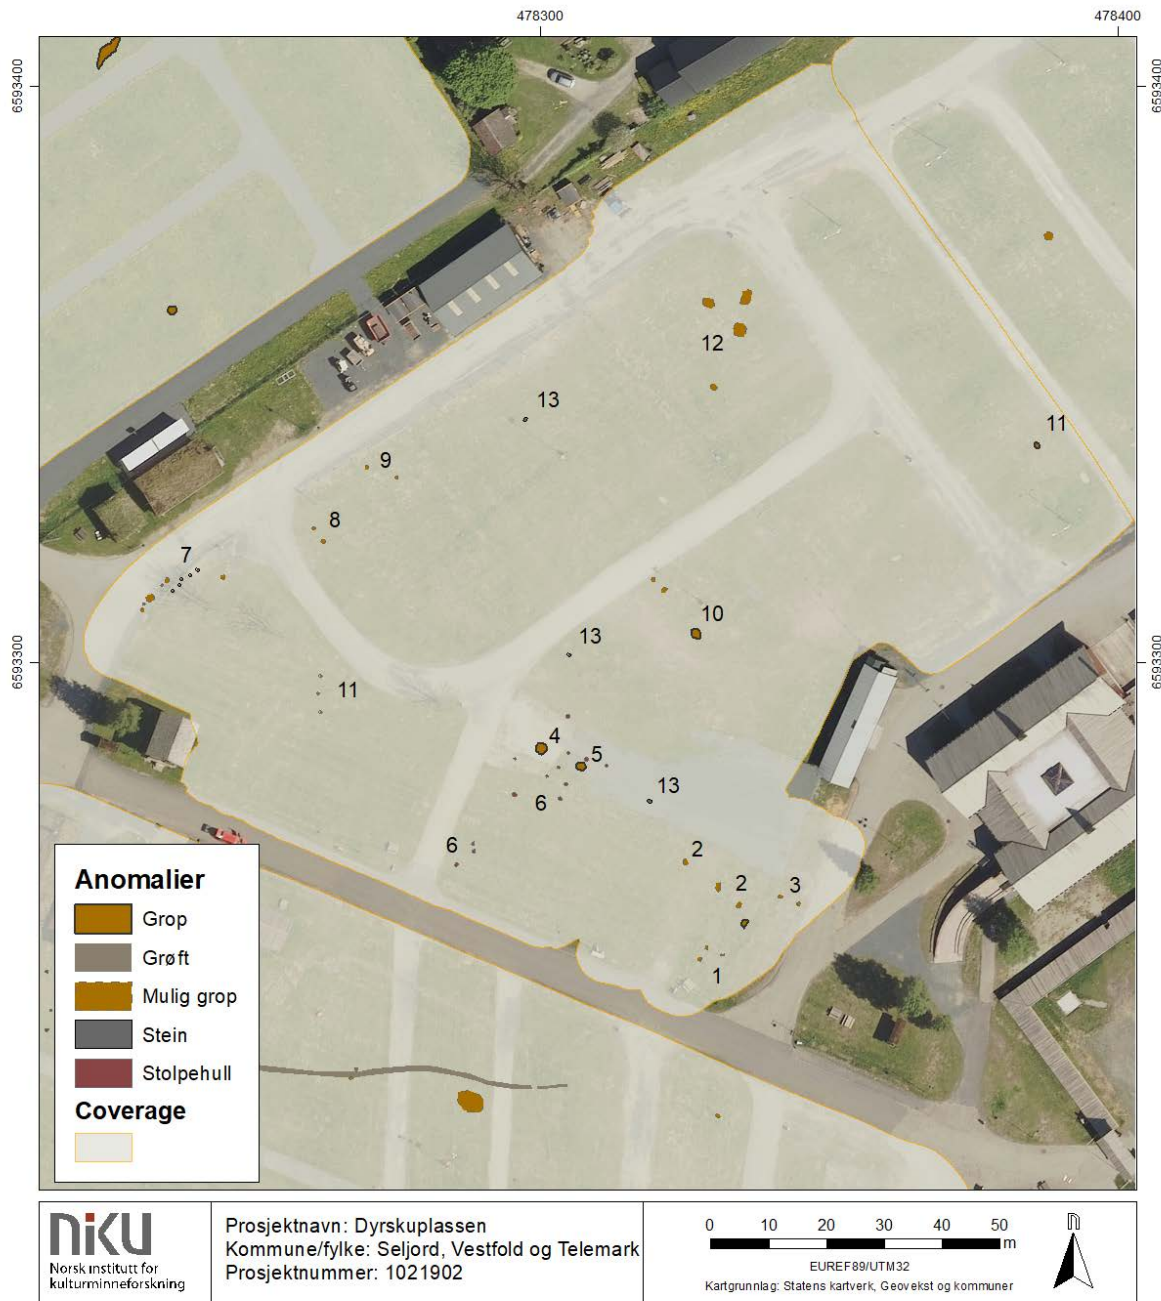 478300
478400
6593400
6593400
12
13
11
9
8
7
10
13
11
4
5
13
6
6
2
2
3
1
6593300
6593300
Anomalier
Grop
Grøft
Mulig grop
Stein
Stolpehull
Coverage
niku
Norsk institutt for
kulturminneforskning
Prosjektnavn: Dyrskuplassen
Kommune/fylke: Seljord, Vestfold og Telemark
Prosjektnummer: 1021902
0 10 20 30 40 50
m
EUREF89/UTM32
Kartgrunnlag: Statens kartverk, Geovekst og kommuner
n